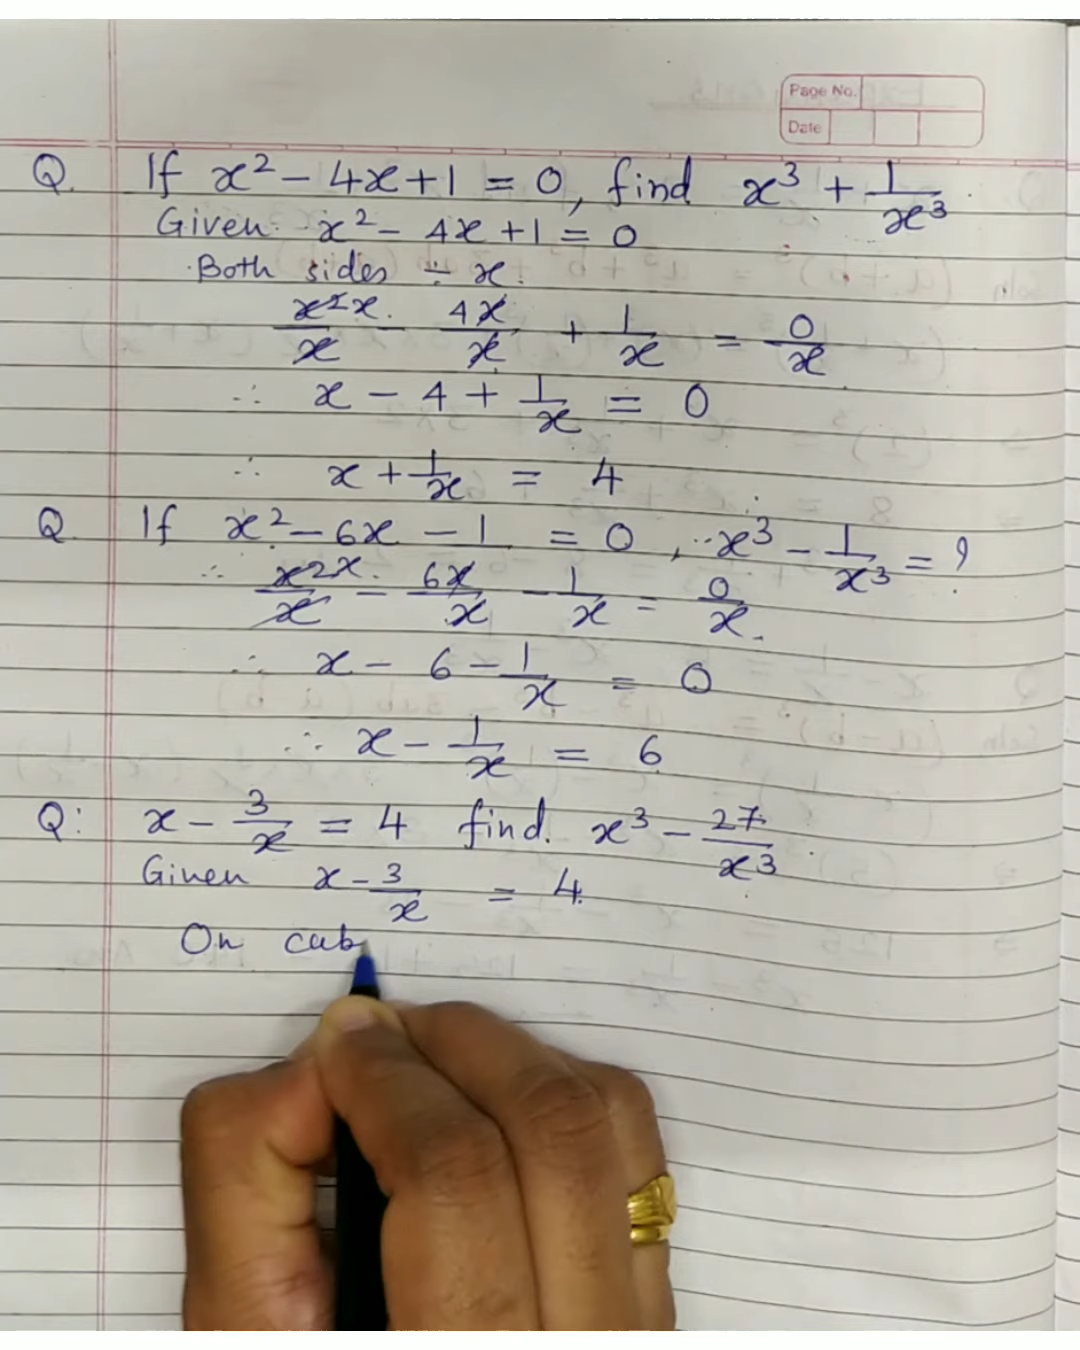 Page No.
Date
Q. If x² - 4x + 1 = 0, find x³ + 1/x³
Given: x² - 4x + 1 = 0
Both sides ÷ x.
x²x/x - 4x/x + 1/x = 0/x
∴ x - 4 + 1/x = 0
∴ x + 1/x = 4
Q. If x² - 6x - 1 = 0, x³ - 1/x³ = ?
∴ x²x/x - 6x/x - 1/x = 0/x.
∴ x - 6 - 1/x = 0
∴ x - 1/x = 6
Q: x - 3/x = 4 find. x³ - 27/x³
Given x - 3/x = 4.
On cub